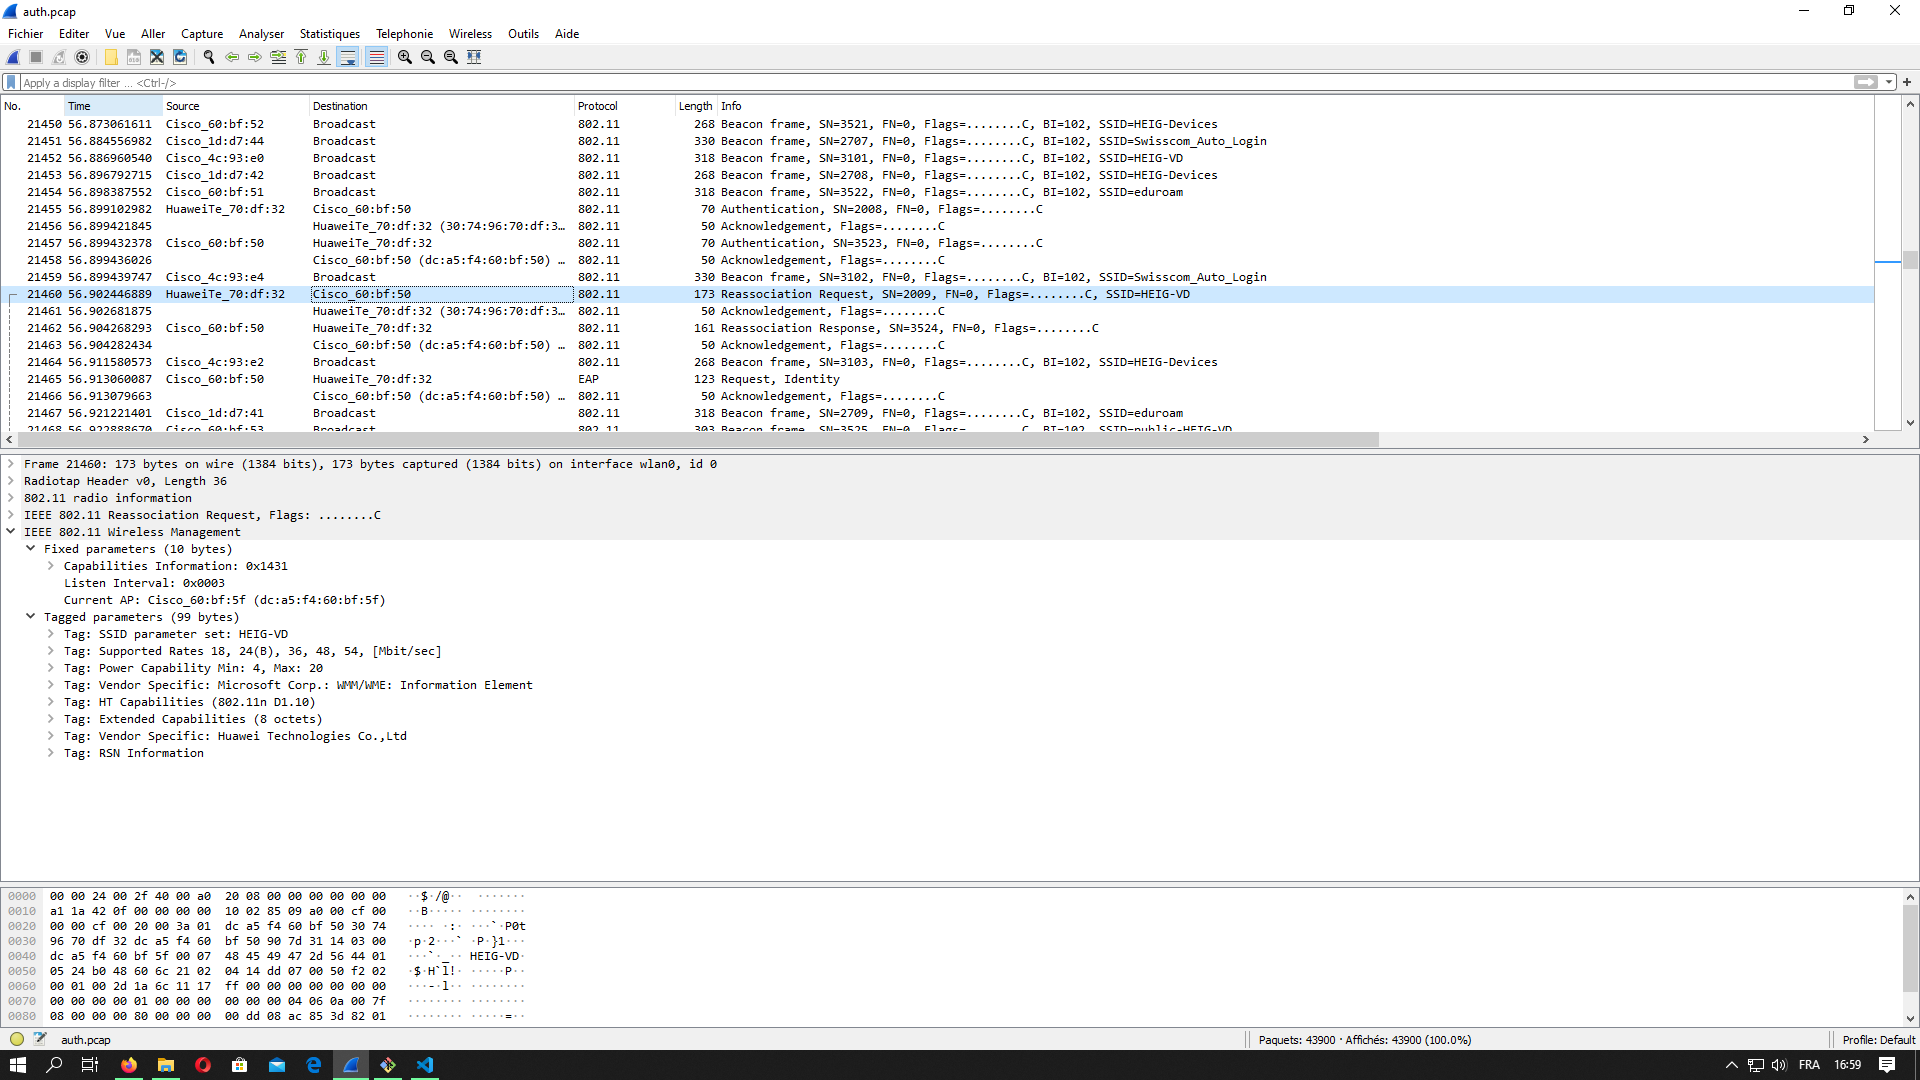 auth.pcap
Fichier Editer Vue Aller Capture Analyser Statistiques Telephonie Wireless Outils Aide
Apply a display filter ... <Ctrl-/>
No. Time Source Destination Protocol Length Info
21450 56.873061611 Cisco_60:bf:52 Broadcast 802.11 268 Beacon frame, SN=3521, FN=0, Flags=........C, BI=102, SSID=HEIG-Devices
21451 56.884556982 Cisco_1d:d7:44 Broadcast 802.11 330 Beacon frame, SN=2707, FN=0, Flags=........C, BI=102, SSID=Swisscom_Auto_Login
21452 56.886960540 Cisco_4c:93:e0 Broadcast 802.11 318 Beacon frame, SN=3101, FN=0, Flags=........C, BI=102, SSID=HEIG-VD
21453 56.896792715 Cisco_1d:d7:42 Broadcast 802.11 268 Beacon frame, SN=2708, FN=0, Flags=........C, BI=102, SSID=HEIG-Devices
21454 56.898387552 Cisco_60:bf:51 Broadcast 802.11 318 Beacon frame, SN=3522, FN=0, Flags=........C, BI=102, SSID=eduroam
21455 56.899102982 HuaweiTe_70:df:32 Cisco_60:bf:50 802.11 70 Authentication, SN=2008, FN=0, Flags=........C
21456 56.899421845 HuaweiTe_70:df:32 (30:74:96:70:df:3… 802.11 50 Acknowledgement, Flags=........C
21457 56.899432378 Cisco_60:bf:50 HuaweiTe_70:df:32 802.11 70 Authentication, SN=3523, FN=0, Flags=........C
21458 56.899436026 Cisco_60:bf:50 (dc:a5:f4:60:bf:50) … 802.11 50 Acknowledgement, Flags=........C
21459 56.899439747 Cisco_4c:93:e4 Broadcast 802.11 330 Beacon frame, SN=3102, FN=0, Flags=........C, BI=102, SSID=Swisscom_Auto_Login
21460 56.902446889 HuaweiTe_70:df:32 Cisco_60:bf:50 802.11 173 Reassociation Request, SN=2009, FN=0, Flags=........C, SSID=HEIG-VD
21461 56.902681875 HuaweiTe_70:df:32 (30:74:96:70:df:3… 802.11 50 Acknowledgement, Flags=........C
21462 56.904268293 Cisco_60:bf:50 HuaweiTe_70:df:32 802.11 161 Reassociation Response, SN=3524, FN=0, Flags=........C
21463 56.904282434 Cisco_60:bf:50 (dc:a5:f4:60:bf:50) … 802.11 50 Acknowledgement, Flags=........C
21464 56.911580573 Cisco_4c:93:e2 Broadcast 802.11 268 Beacon frame, SN=3103, FN=0, Flags=........C, BI=102, SSID=HEIG-Devices
21465 56.913060087 Cisco_60:bf:50 HuaweiTe_70:df:32 EAP 123 Request, Identity
21466 56.913079663 Cisco_60:bf:50 (dc:a5:f4:60:bf:50) … 802.11 50 Acknowledgement, Flags=........C
21467 56.921221401 Cisco_1d:d7:41 Broadcast 802.11 318 Beacon frame, SN=2709, FN=0, Flags=........C, BI=102, SSID=eduroam
21468 56.922888670 Cisco_60:bf:53 Broadcast 802.11 303 Beacon frame, SN=3525, FN=0, Flags=........C, BI=102, SSID=public-HEIG-VD
Frame 21460: 173 bytes on wire (1384 bits), 173 bytes captured (1384 bits) on interface wlan0, id 0
Radiotap Header v0, Length 36
802.11 radio information
IEEE 802.11 Reassociation Request, Flags: ........C
IEEE 802.11 Wireless Management
Fixed parameters (10 bytes)
Capabilities Information: 0x1431
Listen Interval: 0x0003
Current AP: Cisco_60:bf:5f (dc:a5:f4:60:bf:5f)
Tagged parameters (99 bytes)
Tag: SSID parameter set: HEIG-VD
Tag: Supported Rates 18, 24(B), 36, 48, 54, [Mbit/sec]
Tag: Power Capability Min: 4, Max: 20
Tag: Vendor Specific: Microsoft Corp.: WMM/WME: Information Element
Tag: HT Capabilities (802.11n D1.10)
Tag: Extended Capabilities (8 octets)
Tag: Vendor Specific: Huawei Technologies Co.,Ltd
Tag: RSN Information
0000 00 00 24 00 2f 40 00 a0 20 08 00 00 00 00 00 00 ··$·/@·· ·······
0010 a1 1a 42 0f 00 00 00 00 10 02 85 09 a0 00 cf 00 ··B····· ········
0020 00 00 cf 00 20 00 3a 01 dc a5 f4 60 bf 50 30 74 ···· ·:· ···`·P0t
0030 96 70 df 32 dc a5 f4 60 bf 50 90 7d 31 14 03 00 ·p·2···` ·P·}1···
0040 dc a5 f4 60 bf 5f 00 07 48 45 49 47 2d 56 44 01 ···`·_·· HEIG-VD·
0050 05 24 b0 48 60 6c 21 02 04 14 dd 07 00 50 f2 02 ·$·H`l!· ·····P··
0060 00 01 00 2d 1a 6c 11 17 ff 00 00 00 00 00 00 00 ···-·l·· ········
0070 00 00 00 00 01 00 00 00 00 00 00 04 06 0a 00 7f ········ ········
0080 08 00 00 00 80 00 00 00 00 dd 08 ac 85 3d 82 01 ········ ·····=··
auth.pcap
Paquets: 43900 · Affichés: 43900 (100.0%)
Profile: Default
FRA 16:59